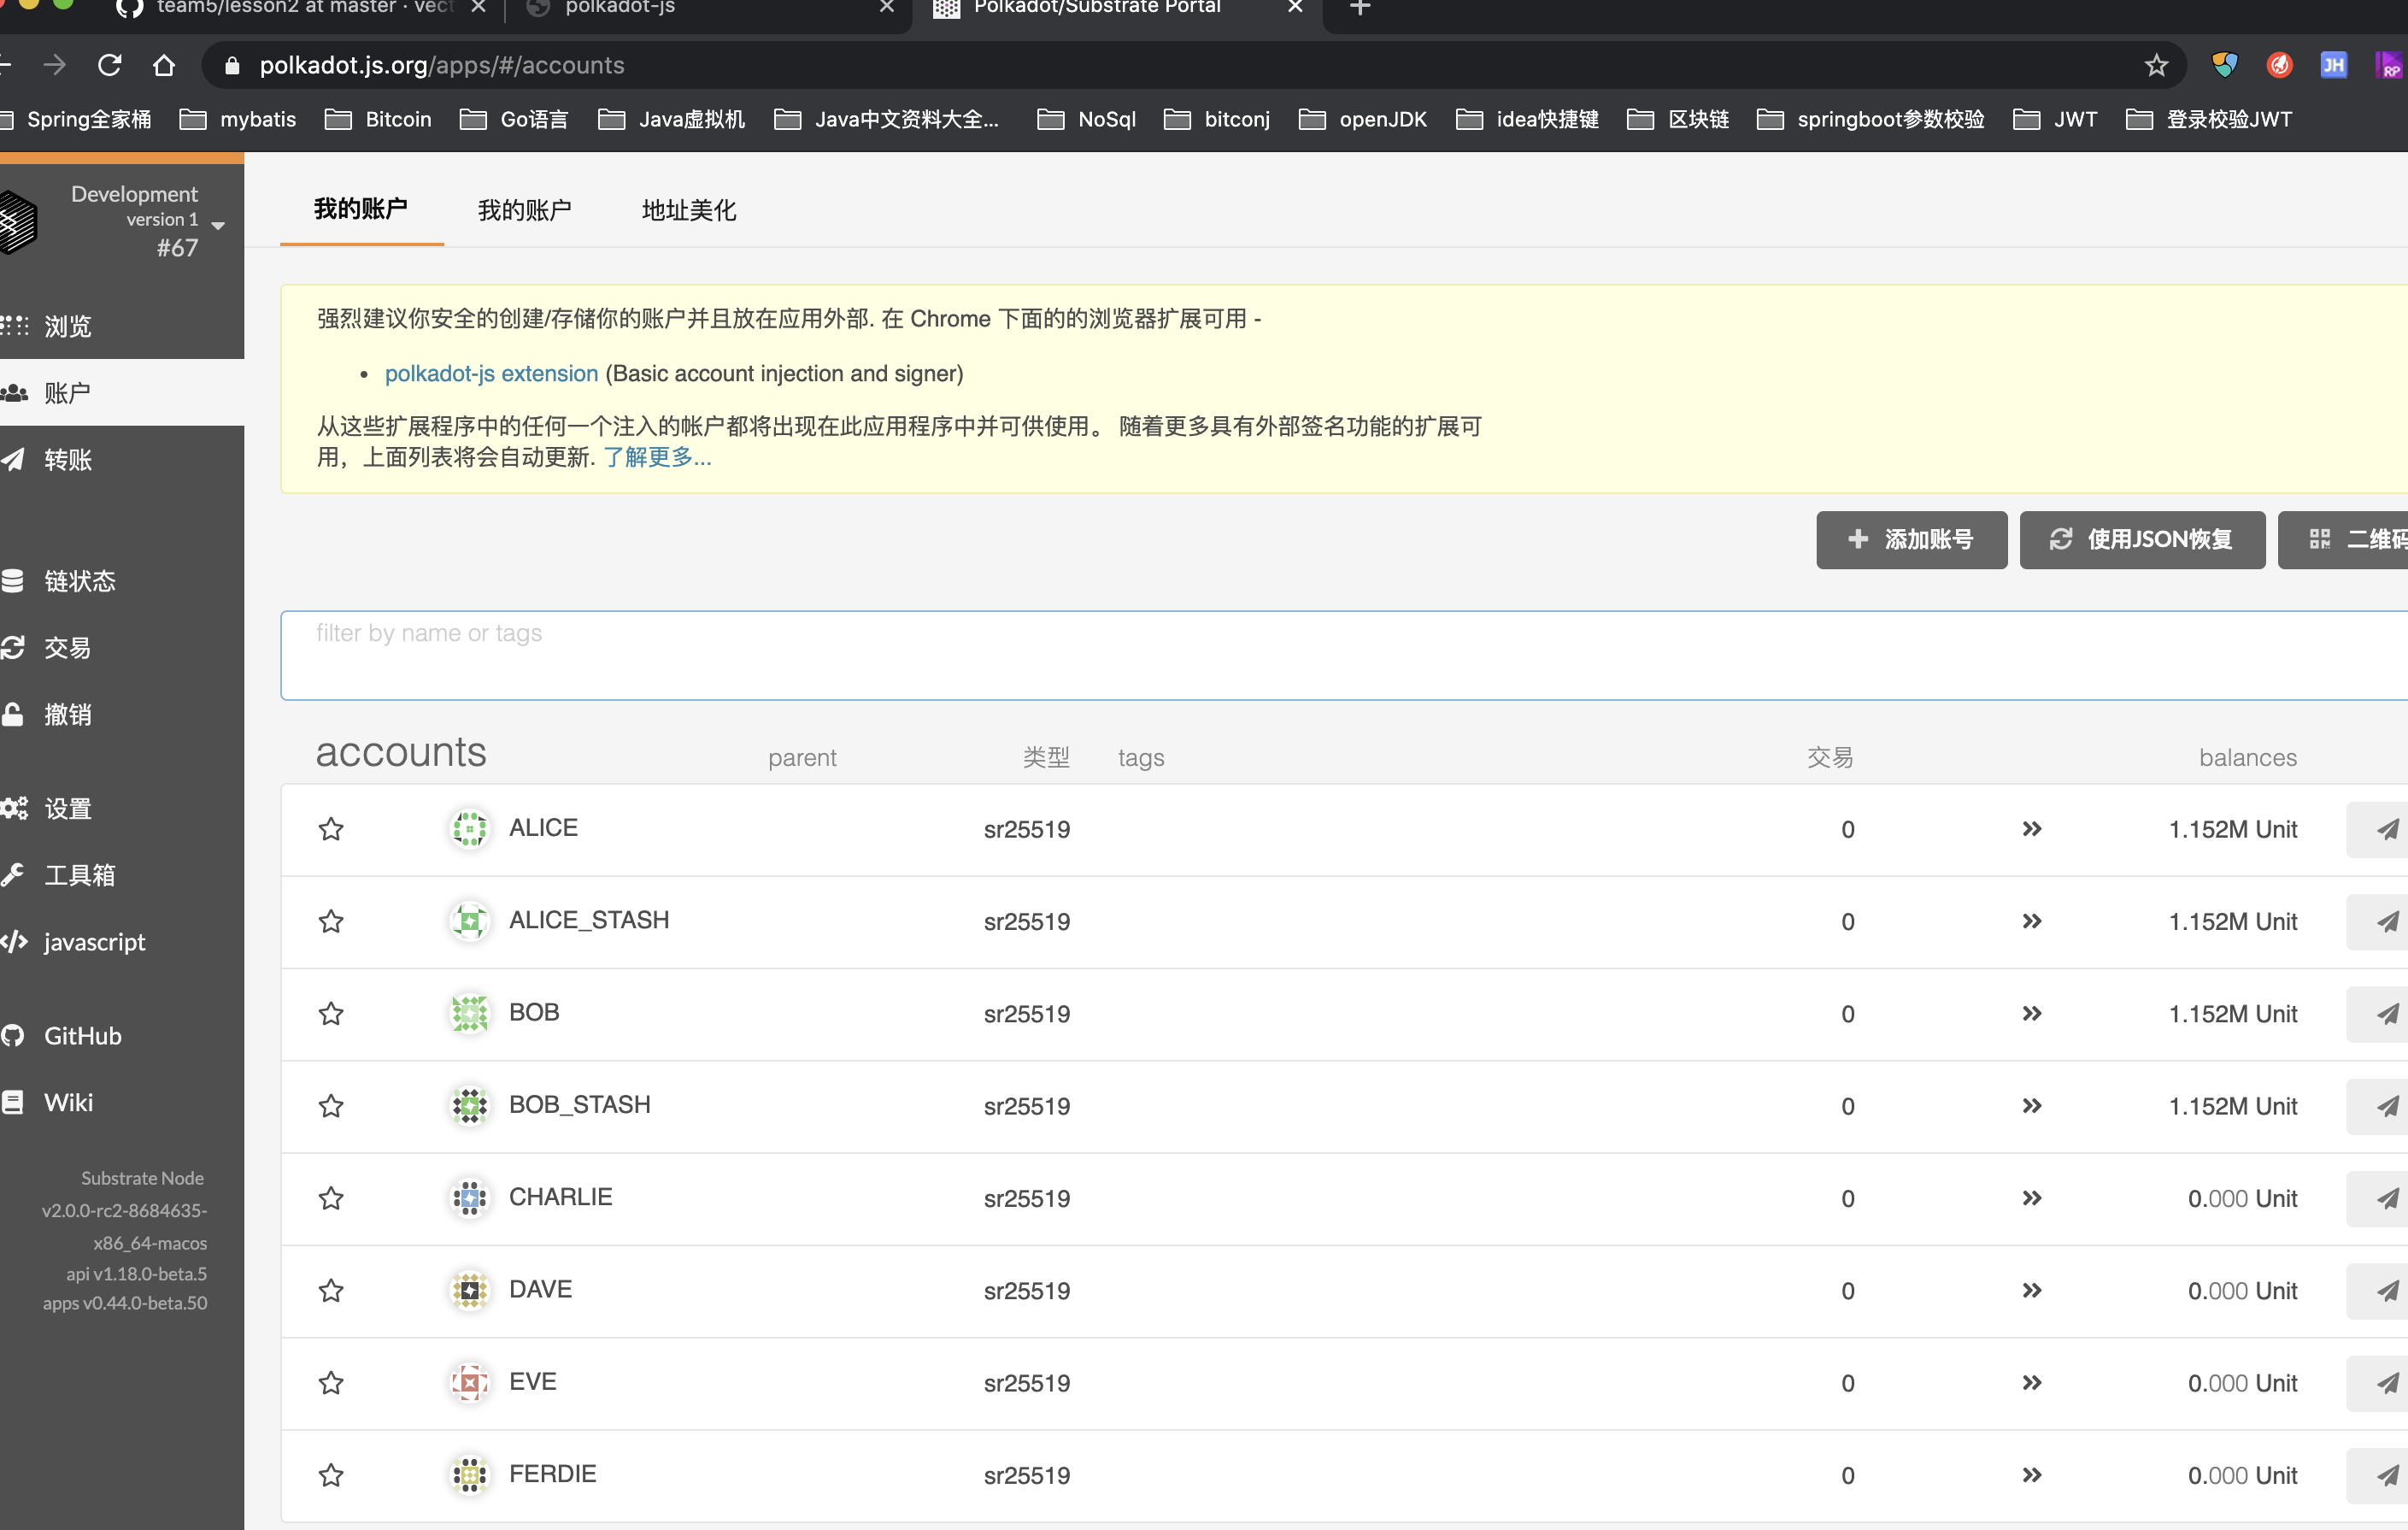 team5/lesson2 at master · vect
polkadot-js
Polkadot/Substrate Portal
polkadot.js.org/apps/#/accounts
JH
RP
Spring全家桶 mybatis Bitcoin Go语言 Java虚拟机 Java中文资料大全... NoSql bitconj openJDK idea快捷键 区块链 springboot参数校验 JWT 登录校验JWT
Development
version 1
#67
浏览
账户
转账
链状态
交易
撤销
设置
工具箱
javascript
GitHub
Wiki
Substrate Node
v2.0.0-rc2-8684635-
x86_64-macos
api v1.18.0-beta.5
apps v0.44.0-beta.50
我的账户 我的账户 地址美化
强烈建议你安全的创建/存储你的账户并且放在应用外部. 在 Chrome 下面的的浏览器扩展可用 -
• polkadot-js extension (Basic account injection and signer)
从这些扩展程序中的任何一个注入的帐户都将出现在此应用程序中并可供使用。 随着更多具有外部签名功能的扩展可
用，上面列表将会自动更新. 了解更多...
添加账号 使用JSON恢复 二维码
filter by name or tags
accounts parent 类型 tags 交易 balances
ALICE sr25519 0 1.152M Unit
ALICE_STASH sr25519 0 1.152M Unit
BOB sr25519 0 1.152M Unit
BOB_STASH sr25519 0 1.152M Unit
CHARLIE sr25519 0 0.000 Unit
DAVE sr25519 0 0.000 Unit
EVE sr25519 0 0.000 Unit
FERDIE sr25519 0 0.000 Unit